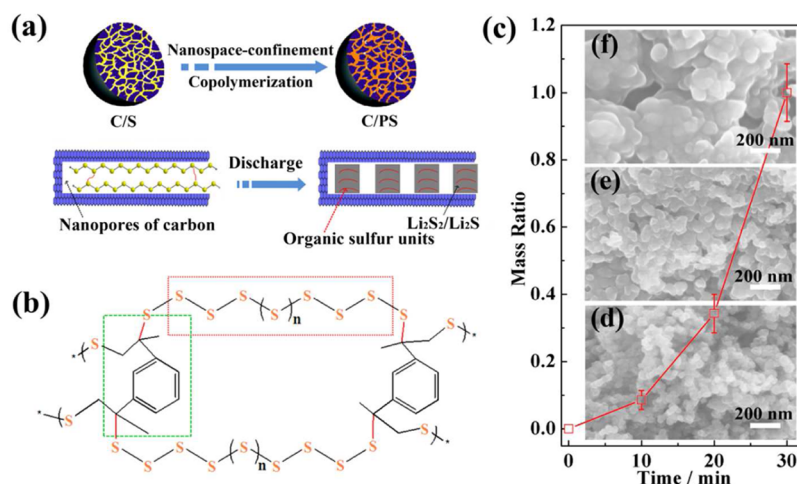 (a)
Nanospace-confinement
Copolymerization
C/S
C/PS
Discharge
Nanopores of carbon
Organic sulfur units
Li2S2/Li2S
(b)
S S S S (S)n S S S S S
*(S S)*
*(S S)*
S S S S S (S)n S S S S
(c)
Mass Ratio
1.2
1.0
0.8
0.6
0.4
0.2
0.0
(f)
200 nm
(e)
200 nm
(d)
200 nm
0 10 20 30
Time / min